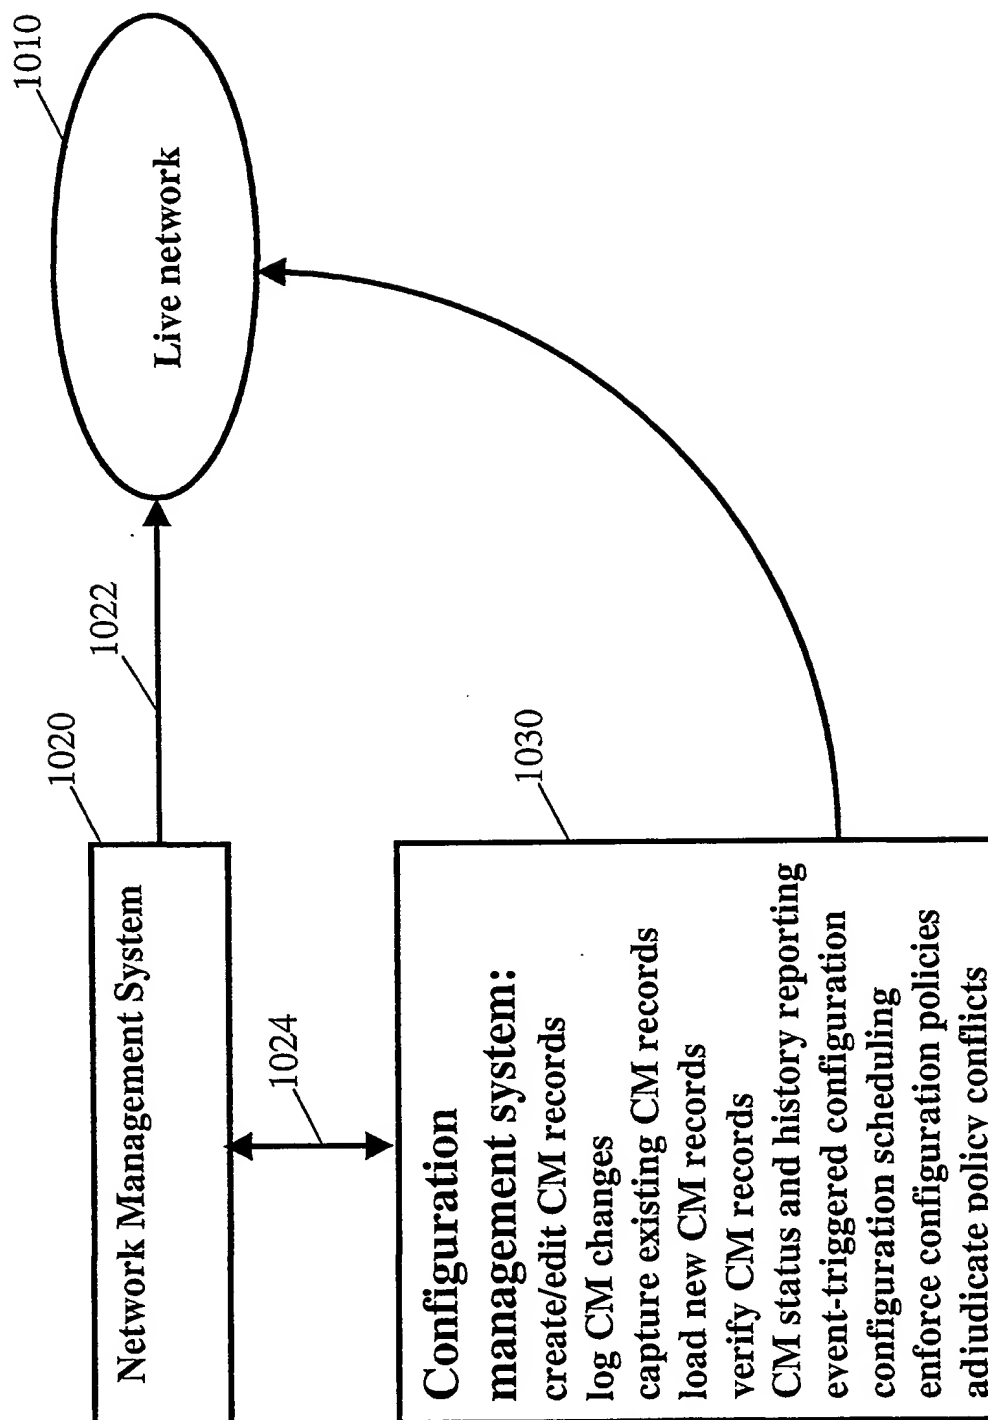 1010
Live network
1022
1020
Network Management System
1024
1030
Configuration
management system:
create/edit CM records
log CM changes
capture existing CM records
load new CM records
verify CM records
CM status and history reporting
event-triggered configuration
configuration scheduling
enforce configuration policies
adjudicate policy conflicts